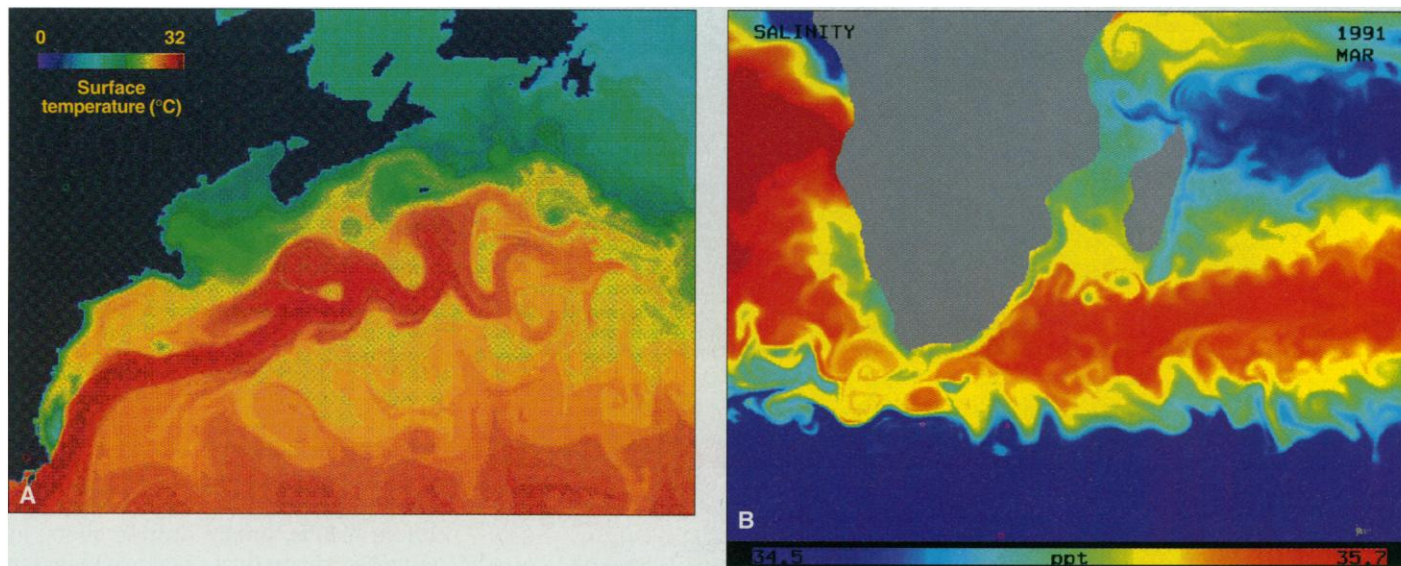 0 32
Surface
temperature (°C)
A
SALINITY
1991
MAR
B
34.5 ppt 35.7